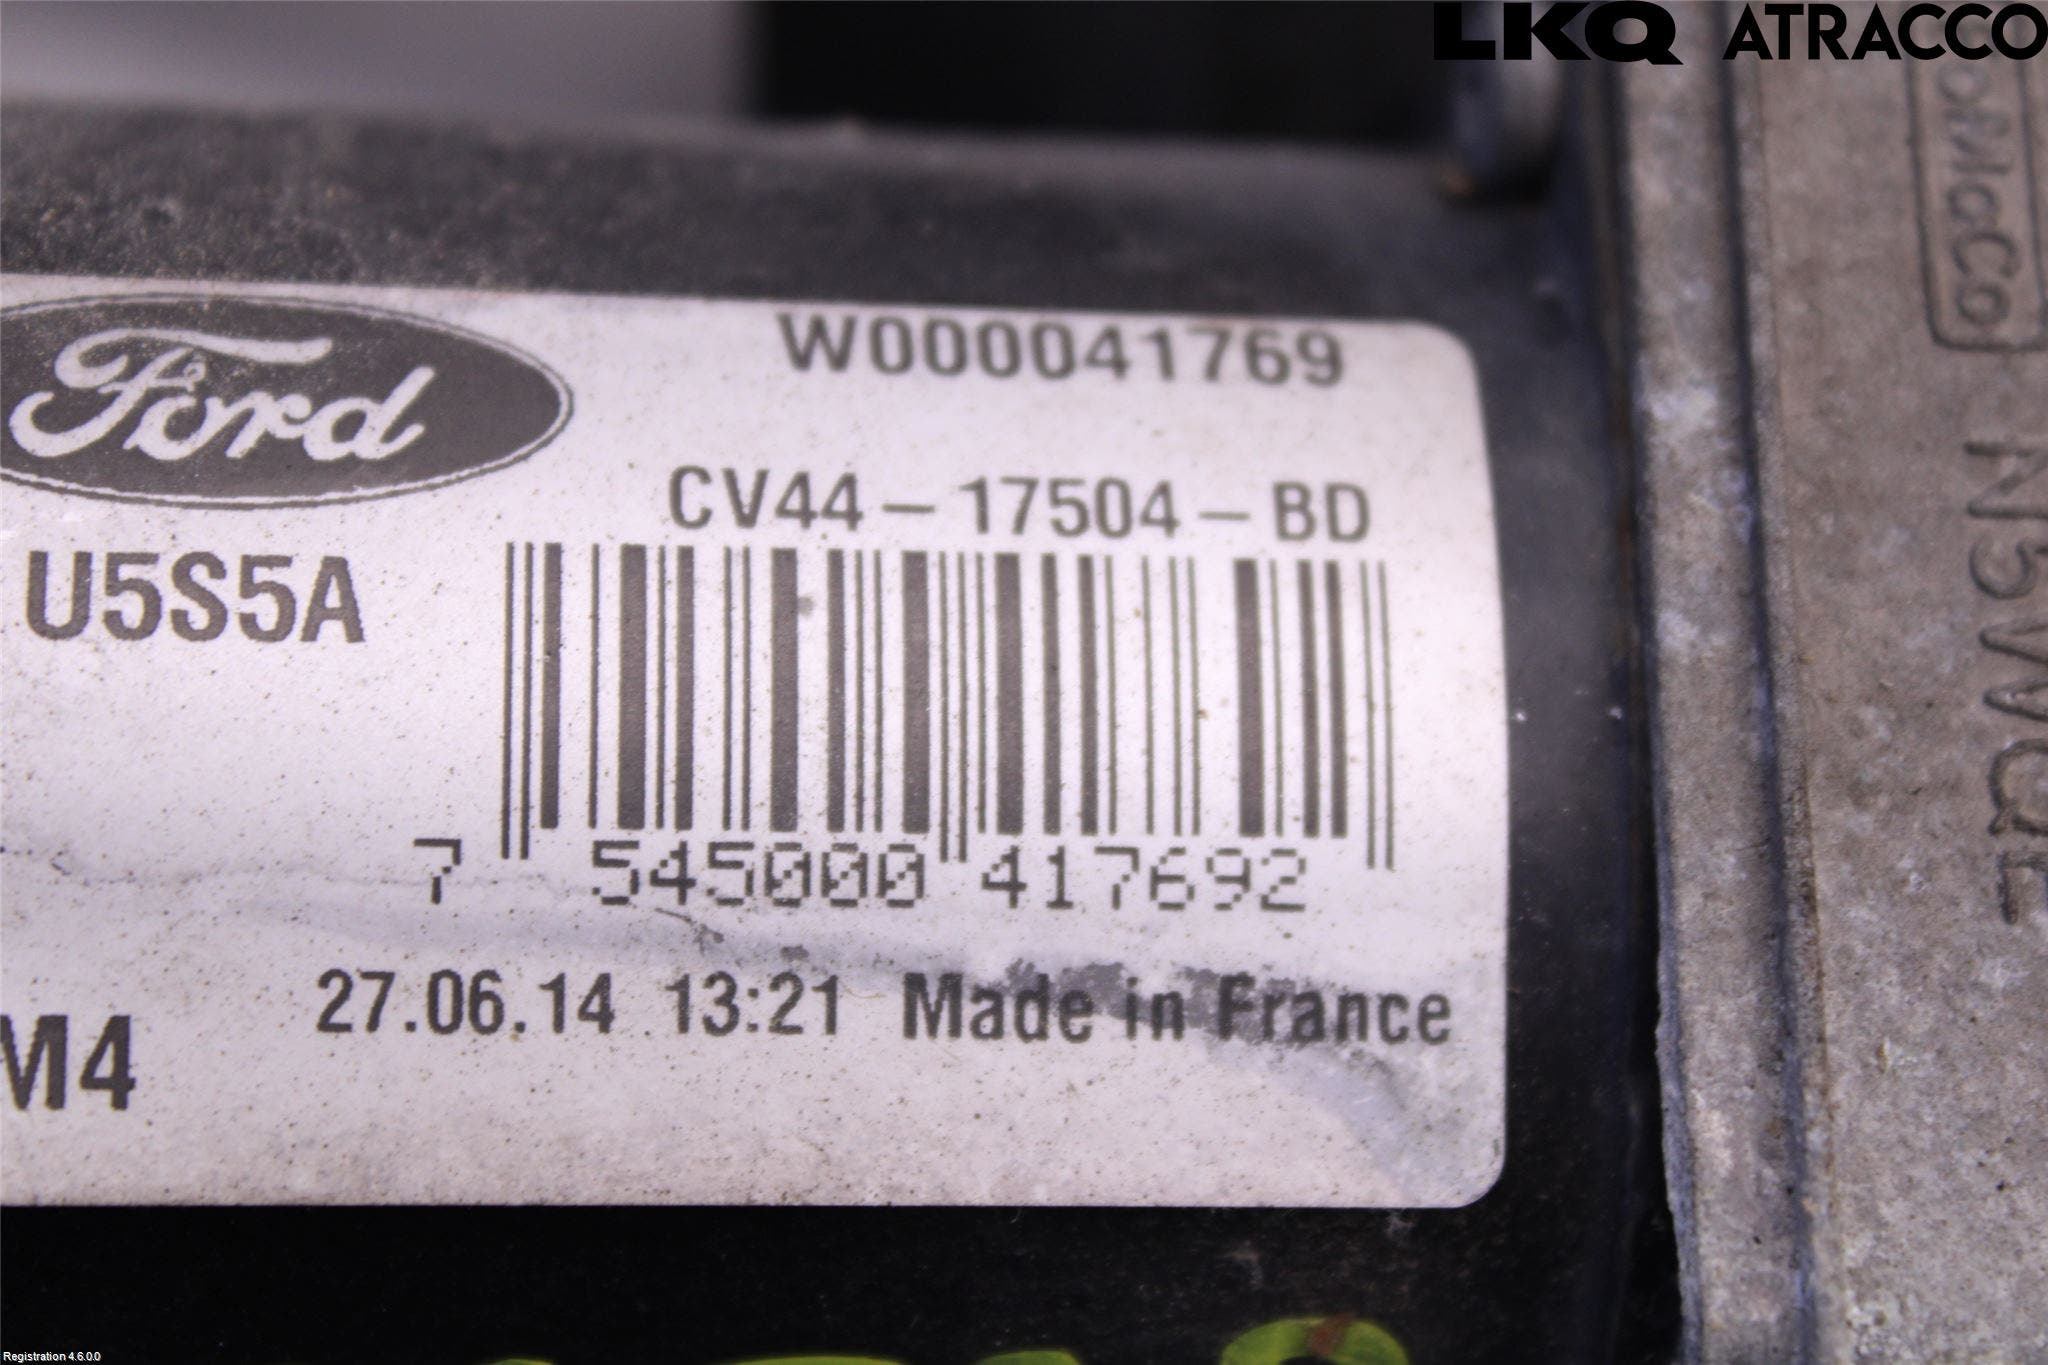 LKQ ATRACCO
FoMoCo
Ford
W000041769
CV44-17504-BD
U5S5A
7 545000 417692
27.06.14 13:21 Made in France
M4
Registration 4.6.0.0